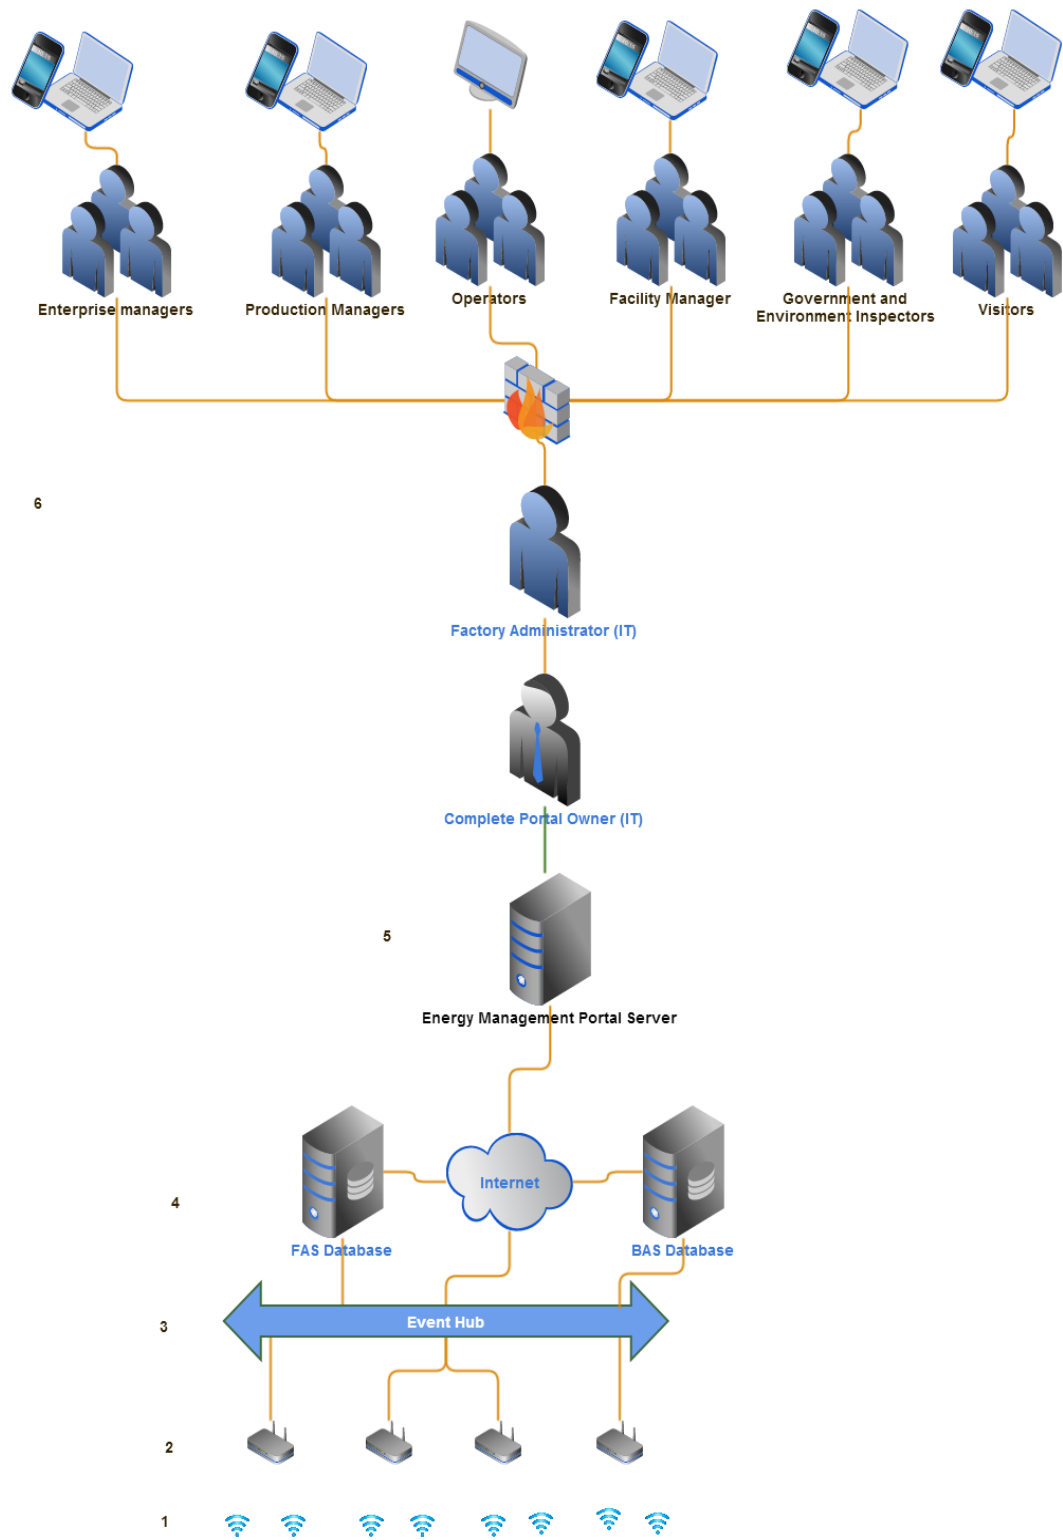 Enterprise managers
Production Managers
Operators
Facility Manager
Government and
Environment Inspectors
Visitors
6
Factory Administrator (IT)
Complete Portal Owner (IT)
5
Energy Management Portal Server
Internet
4
FAS Database
BAS Database
Event Hub
3
2
1